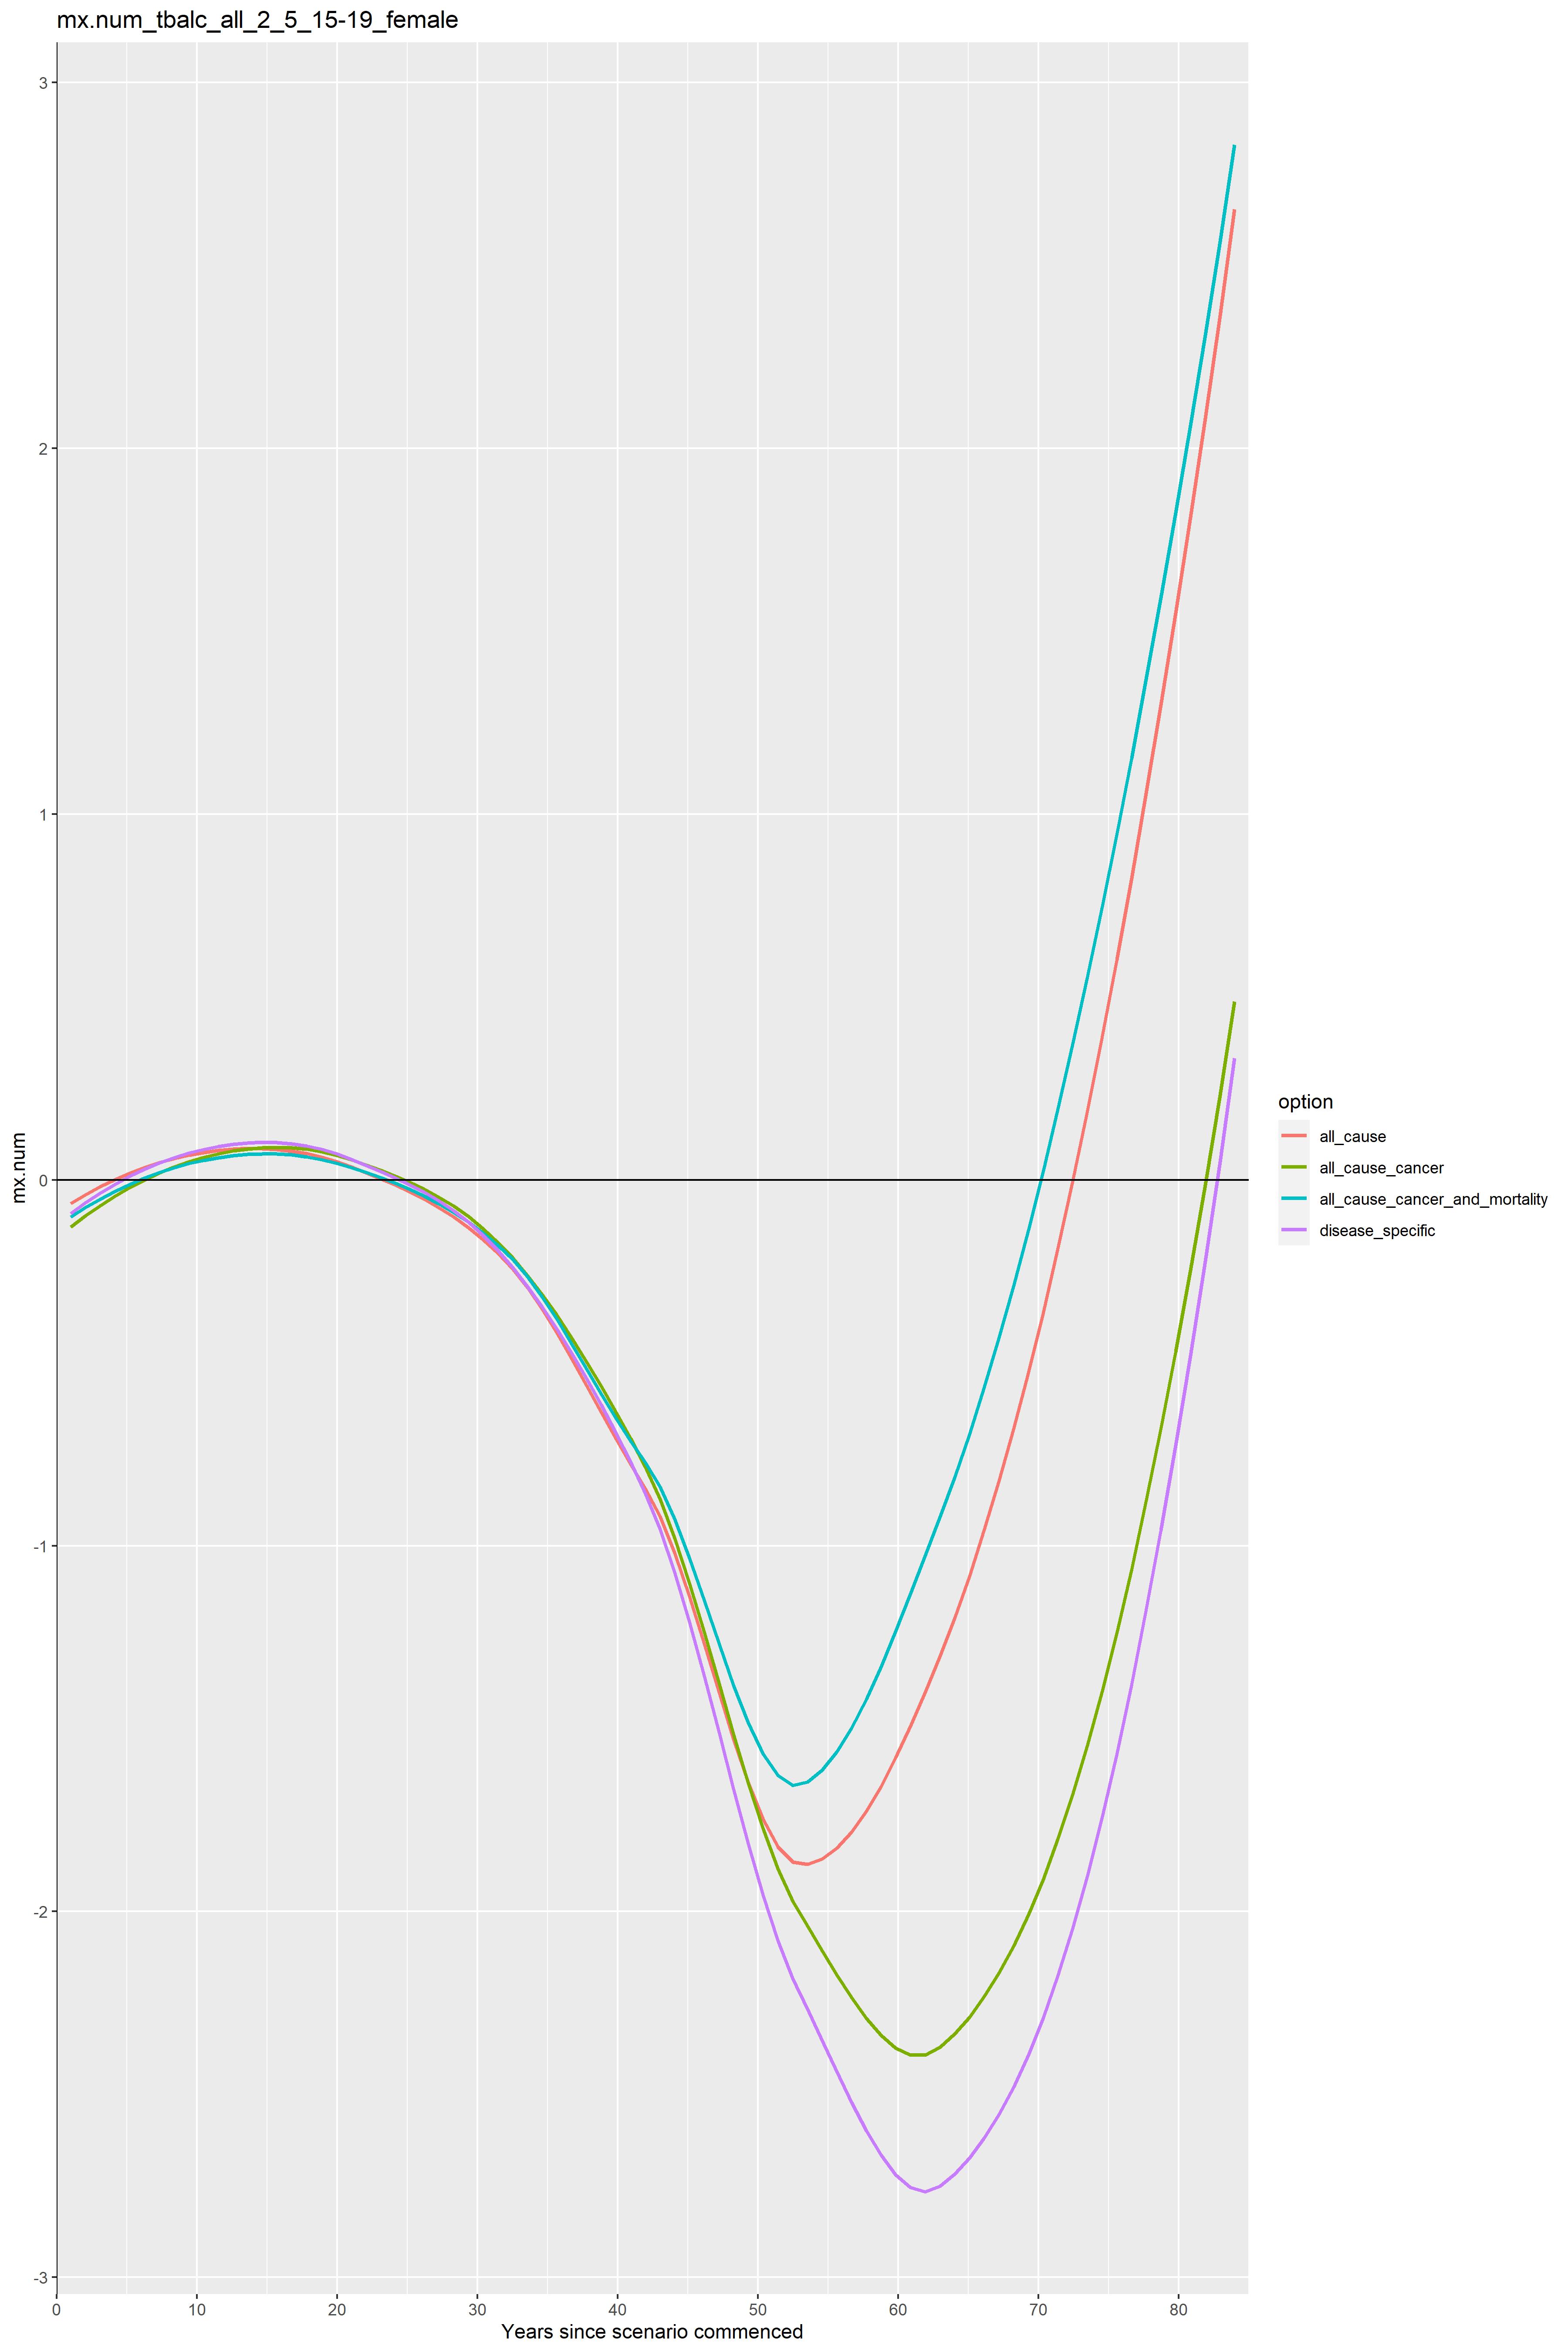 mx.num_tbalc_all_2_5_15-19_female
3
2
1
0
-1
-2
-3
mx.num
0 10 20 30 40 50 60 70 80
Years since scenario commenced
option
all_cause
all_cause_cancer
all_cause_cancer_and_mortality
disease_specific